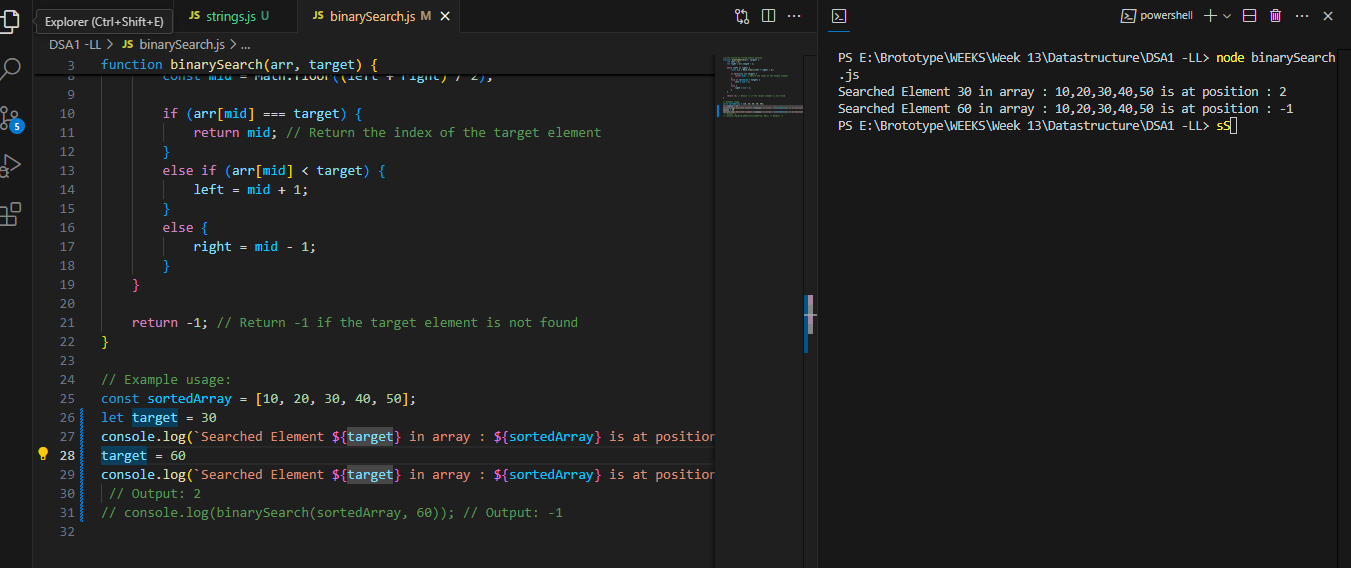 Explorer (Ctrl+Shift+E)
JS strings.js U
JS binarySearch.js M
DSA1 -LL > JS binarySearch.js > ...
3 function binarySearch(arr, target) {
8 const mid = Math.floor((left + right) / 2);
9
10 if (arr[mid] === target) {
11 return mid; // Return the index of the target element
12 }
13 else if (arr[mid] < target) {
14 left = mid + 1;
15 }
16 else {
17 right = mid - 1;
18 }
19 }
20
21 return -1; // Return -1 if the target element is not found
22 }
23
24 // Example usage:
25 const sortedArray = [10, 20, 30, 40, 50];
26 let target = 30
27 console.log(`Searched Element ${target} in array : ${sortedArray} is at position
28 target = 60
29 console.log(`Searched Element ${target} in array : ${sortedArray} is at position
30 // Output: 2
31 // console.log(binarySearch(sortedArray, 60)); // Output: -1
32
5
powershell
PS E:\Brototype\WEEKS\Week 13\Datastructure\DSA1 -LL> node binarySearch
.js
Searched Element 30 in array : 10,20,30,40,50 is at position : 2
Searched Element 60 in array : 10,20,30,40,50 is at position : -1
PS E:\Brototype\WEEKS\Week 13\Datastructure\DSA1 -LL> sS